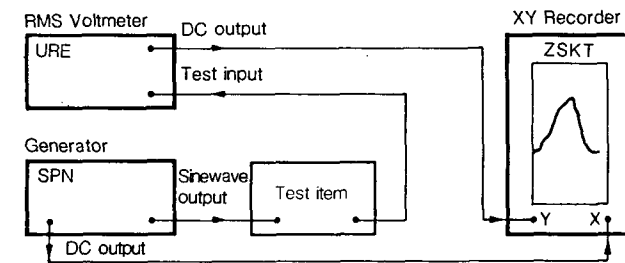 RMS Voltmeter
URE
DC output
Test input
XY Recorder
ZSKT
Generator
SPN
Sinewave
output
Test item
DC output
Y
X